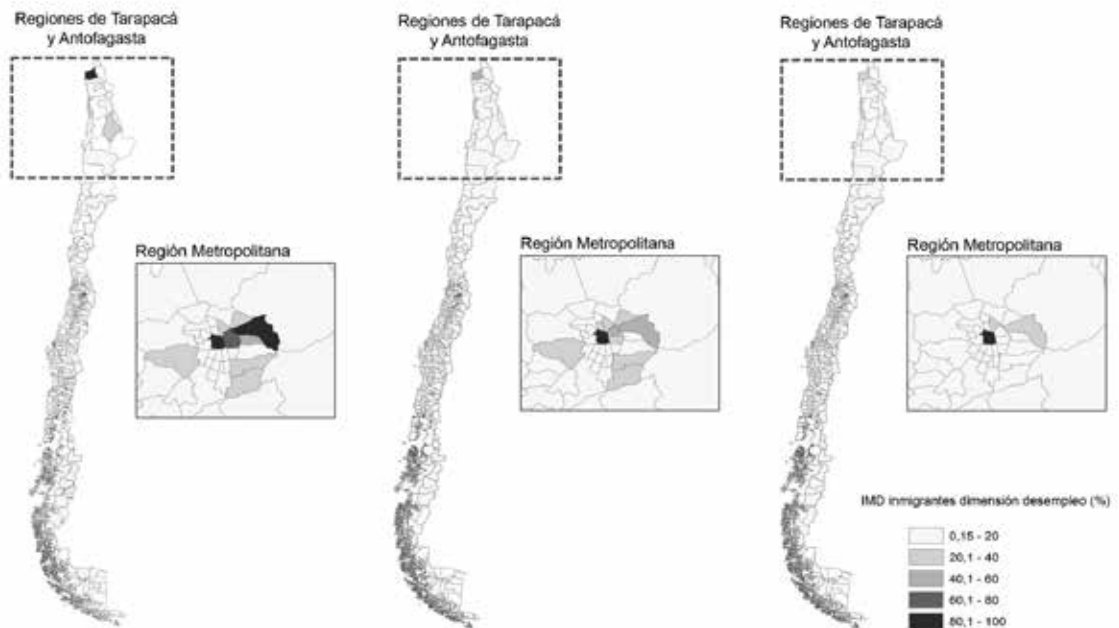 Regiones de Tarapacá
y Antofagasta
Regiones de Tarapacá
y Antofagasta
Regiones de Tarapacá
y Antofagasta
Región Metropolitana
Región Metropolitana
Región Metropolitana
IMD inmigrantes dimensión desempleo (%)
0,15 - 20
20,1 - 40
40,1 - 60
60,1 - 80
80,1 - 100